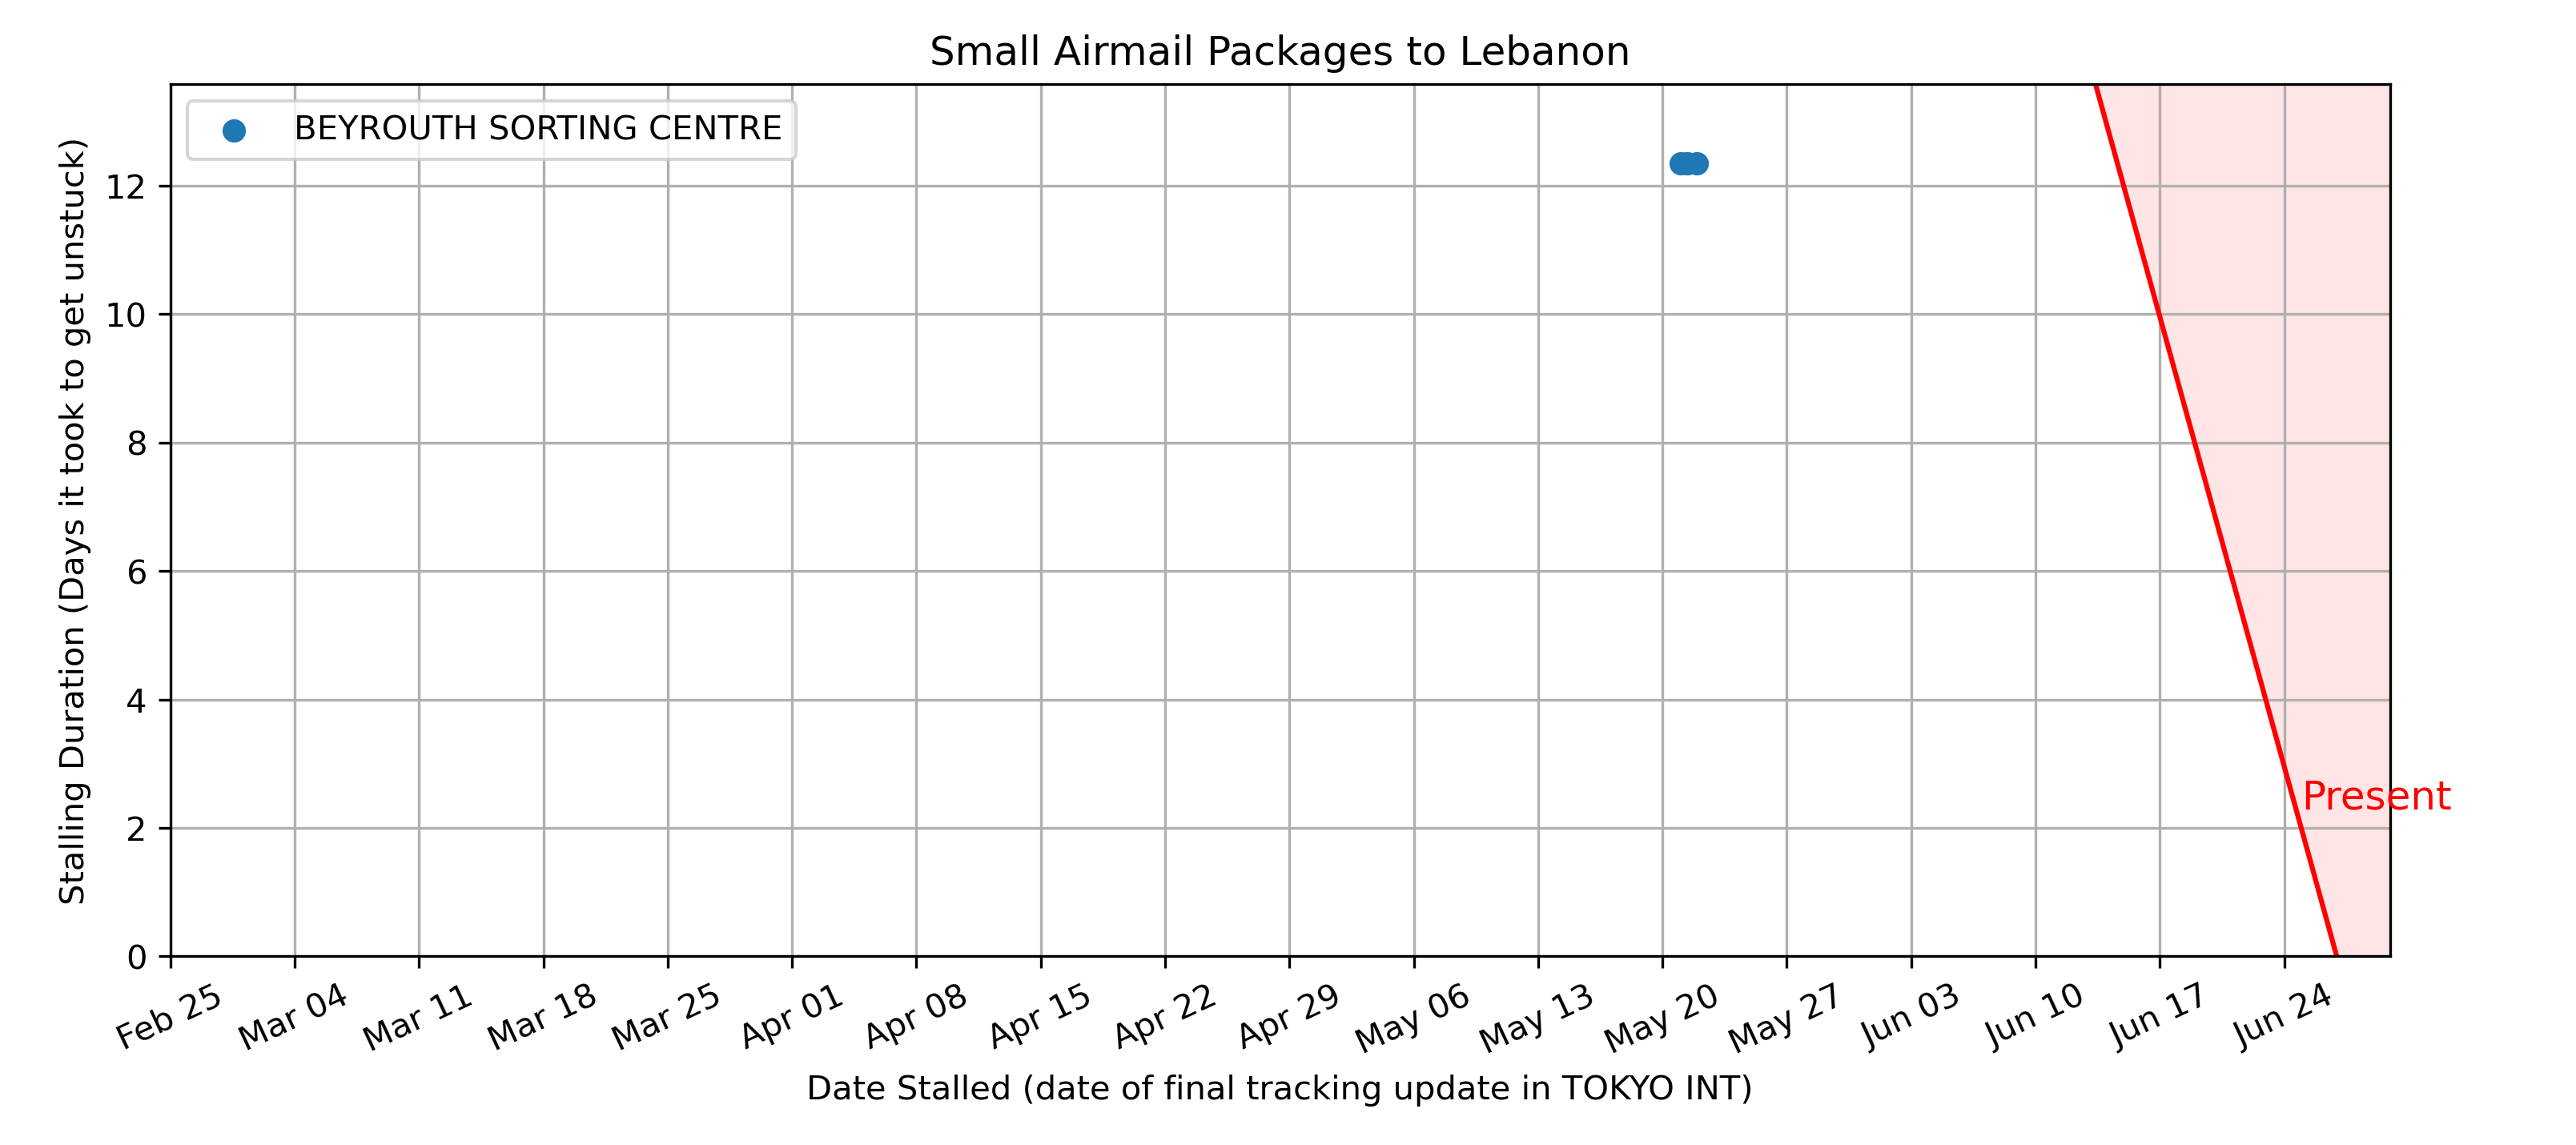 Small Airmail Packages to Lebanon
BEYROUTH SORTING CENTRE
Stalling Duration (Days it took to get unstuck)
12
10
8
6
4
2
0
Present
Feb 25
Mar 04
Mar 11
Mar 18
Mar 25
Apr 01
Apr 08
Apr 15
Apr 22
Apr 29
May 06
May 13
May 20
May 27
Jun 03
Jun 10
Jun 17
Jun 24
Date Stalled (date of final tracking update in TOKYO INT)